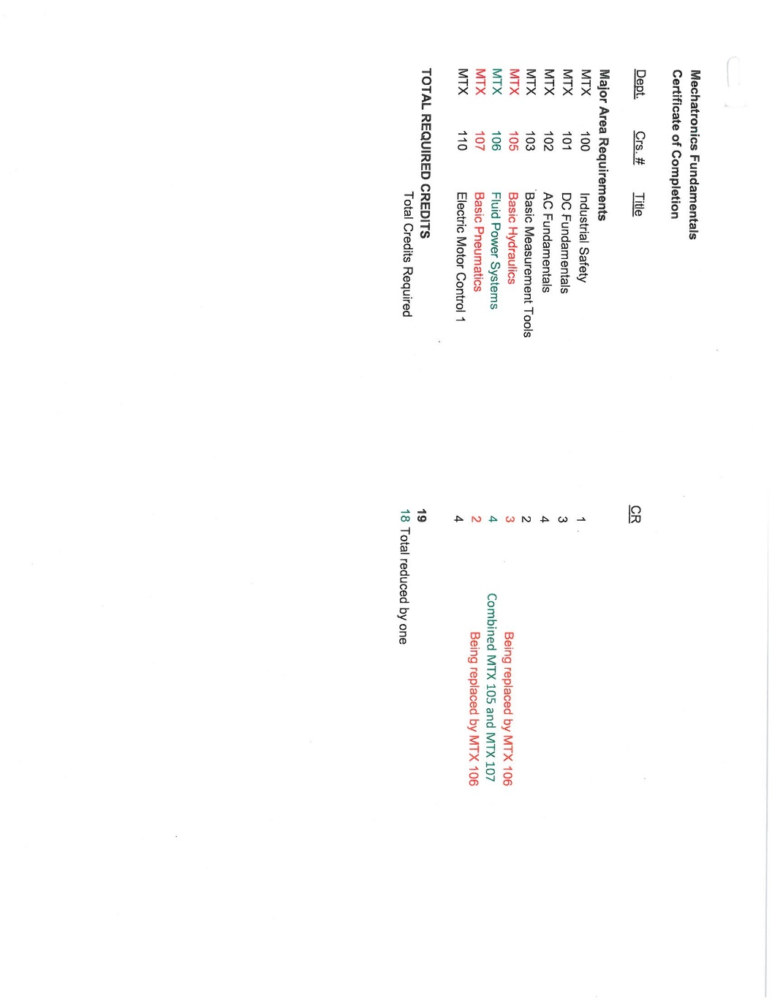 Mechatronics Fundamentals
Certificate of Completion
Dept. Crs. # Title CR
Major Area Requirements
MTX 100 Industrial Safety 1
MTX 101 DC Fundamentals 3
MTX 102 AC Fundamentals 4
MTX 103 Basic Measurement Tools 2
MTX 105 Basic Hydraulics 3 Being replaced by MTX 106
MTX 106 Fluid Power Systems 4 Combined MTX 105 and MTX 107
MTX 107 Basic Pneumatics 2 Being replaced by MTX 106
MTX 110 Electric Motor Control 1 4
TOTAL REQUIRED CREDITS 19
Total Credits Required 18 Total reduced by one